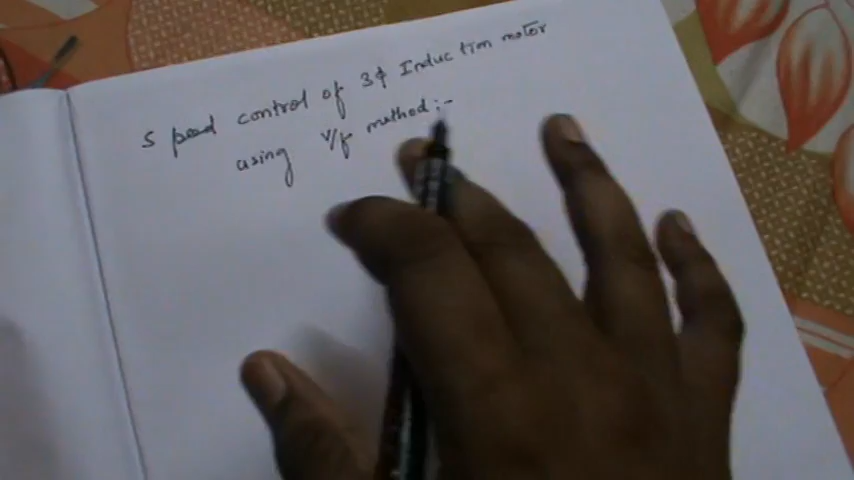 Speed control of 3φ Induction motor
using V/f method:-